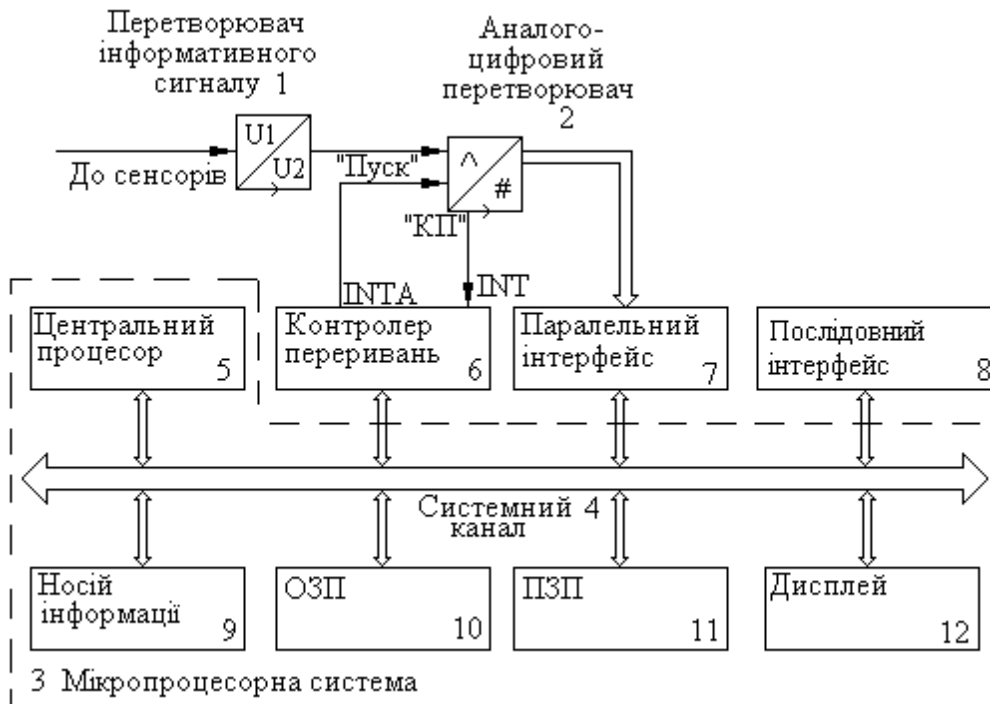 Перетворювач
інформативного
сигналу 1
Аналого-
цифровий
перетворювач
2
U1
U2
До сенсорів
"Пуск"
^
#
"КП"
INTA
INT
Центральний
процесор
5
Контролер
переривань
6
Паралельний
інтерфейс
7
Послідовний
інтерфейс
8
Системний 4
канал
Носій
інформації
9
ОЗП
10
ПЗП
11
Дисплей
12
3 Мікропроцесорна система